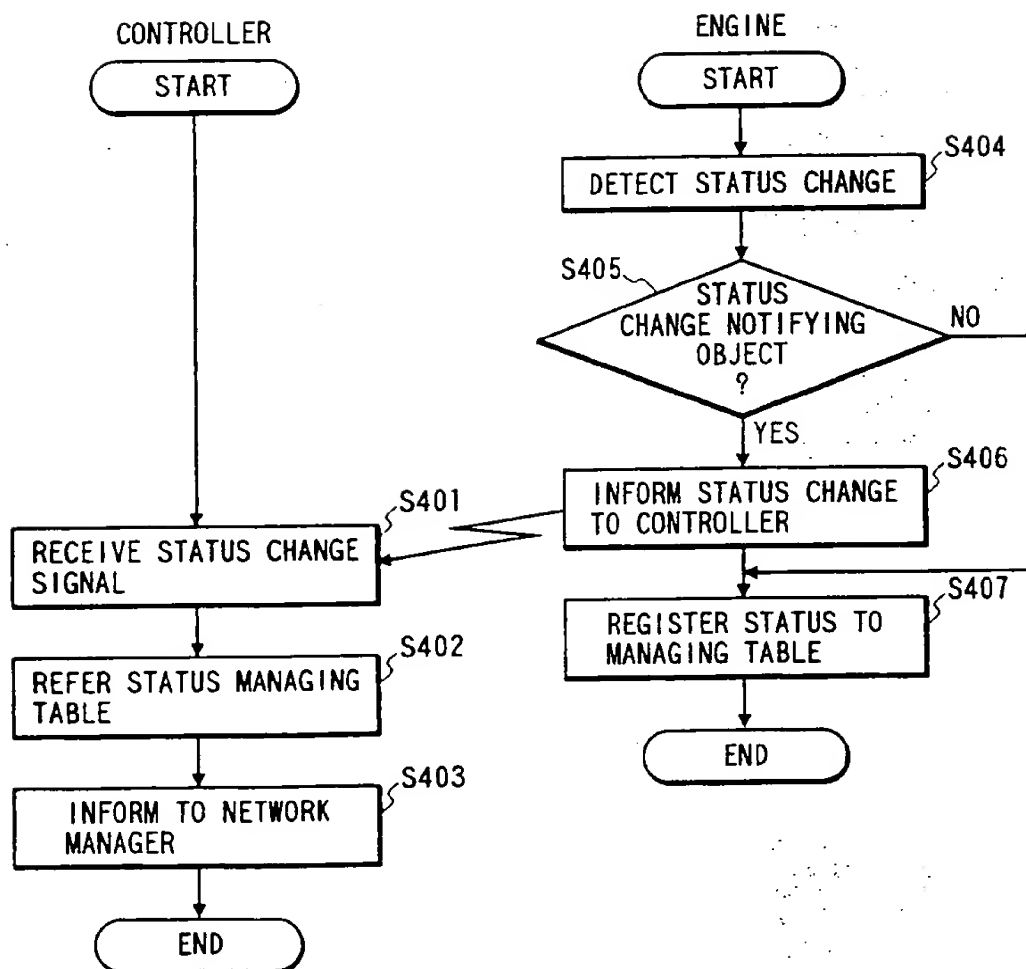 CONTROLLER
START
S401
RECEIVE STATUS CHANGE
SIGNAL
S402
REFER STATUS MANAGING
TABLE
S403
INFORM TO NETWORK
MANAGER
END
ENGINE
START
S404
DETECT STATUS CHANGE
S405
STATUS
CHANGE NOTIFYING
OBJECT
?
NO
YES
S406
INFORM STATUS CHANGE
TO CONTROLLER
S407
REGISTER STATUS TO
MANAGING TABLE
END